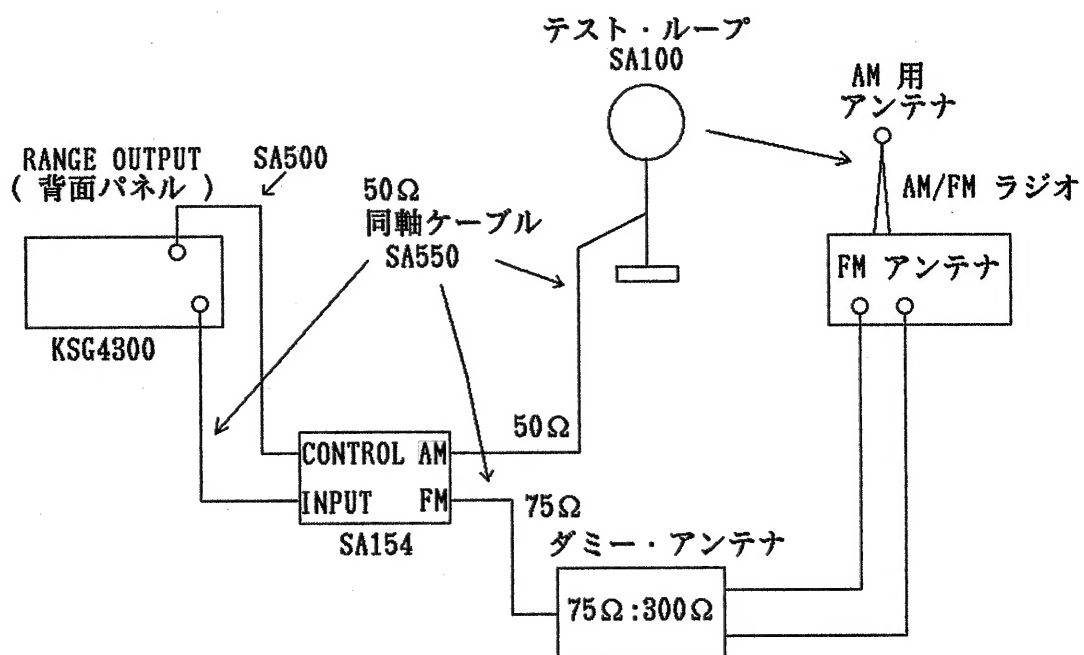 テスト・ループ
SA100
AM 用
アンテナ
RANGE OUTPUT
( 背面パネル )
SA500
50Ω
同軸ケーブル
SA550
AM/FM ラジオ
FM アンテナ
KSG4300
50Ω
CONTROL AM
INPUT FM
75Ω
SA154
ダミー・アンテナ
75Ω:300Ω